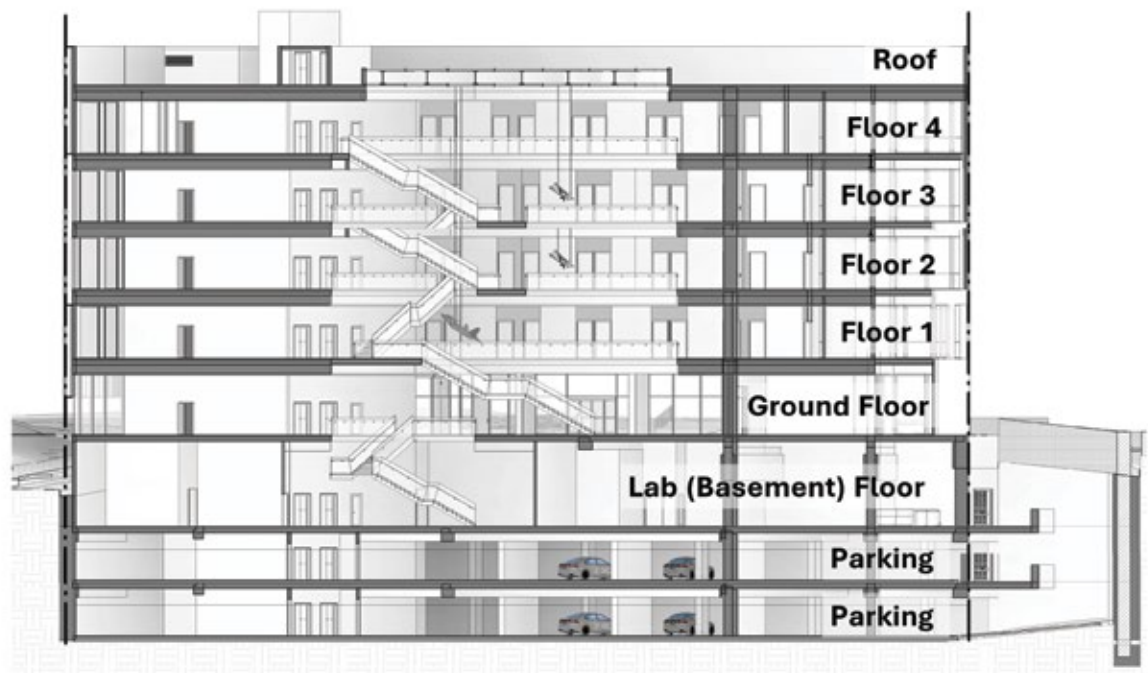 Roof
Floor 4
Floor 3
Floor 2
Floor 1
Ground Floor
Lab (Basement) Floor
Parking
Parking